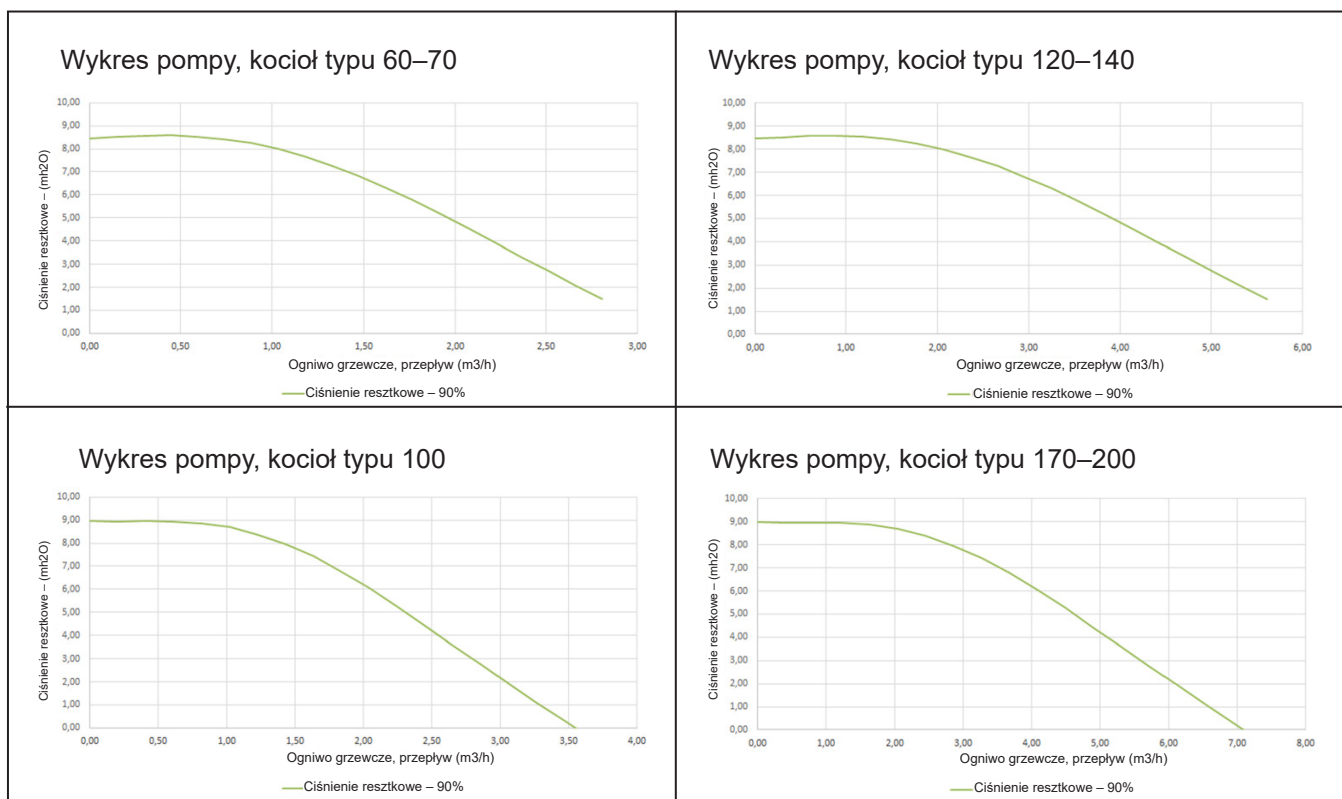 Wykres pompy, kocioł typu 60–70
10,00
9,00
8,00
7,00
6,00
5,00
4,00
3,00
2,00
1,00
0,00
Ciśnienie resztkowe – (mh2O)
0,00 0,50 1,00 1,50 2,00 2,50 3,00
Ogniwo grzewcze, przepływ (m3/h)
Ciśnienie resztkowe – 90%
Wykres pompy, kocioł typu 120–140
10,00
9,00
8,00
7,00
6,00
5,00
4,00
3,00
2,00
1,00
0,00
Ciśnienie resztkowe – (mh2O)
0,00 1,00 2,00 3,00 4,00 5,00 6,00
Ogniwo grzewcze, przepływ (m3/h)
Ciśnienie resztkowe – 90%
Wykres pompy, kocioł typu 100
10,00
9,00
8,00
7,00
6,00
5,00
4,00
3,00
2,00
1,00
0,00
Ciśnienie resztkowe – (mh2O)
0,00 0,50 1,00 1,50 2,00 2,50 3,00 3,50 4,00
Ogniwo grzewcze, przepływ (m3/h)
Ciśnienie resztkowe – 90%
Wykres pompy, kocioł typu 170–200
10,00
9,00
8,00
7,00
6,00
5,00
4,00
3,00
2,00
1,00
0,00
Ciśnienie resztkowe – (mh2O)
0,00 1,00 2,00 3,00 4,00 5,00 6,00 7,00 8,00
Ogniwo grzewcze, przepływ (m3/h)
Ciśnienie resztkowe – 90%